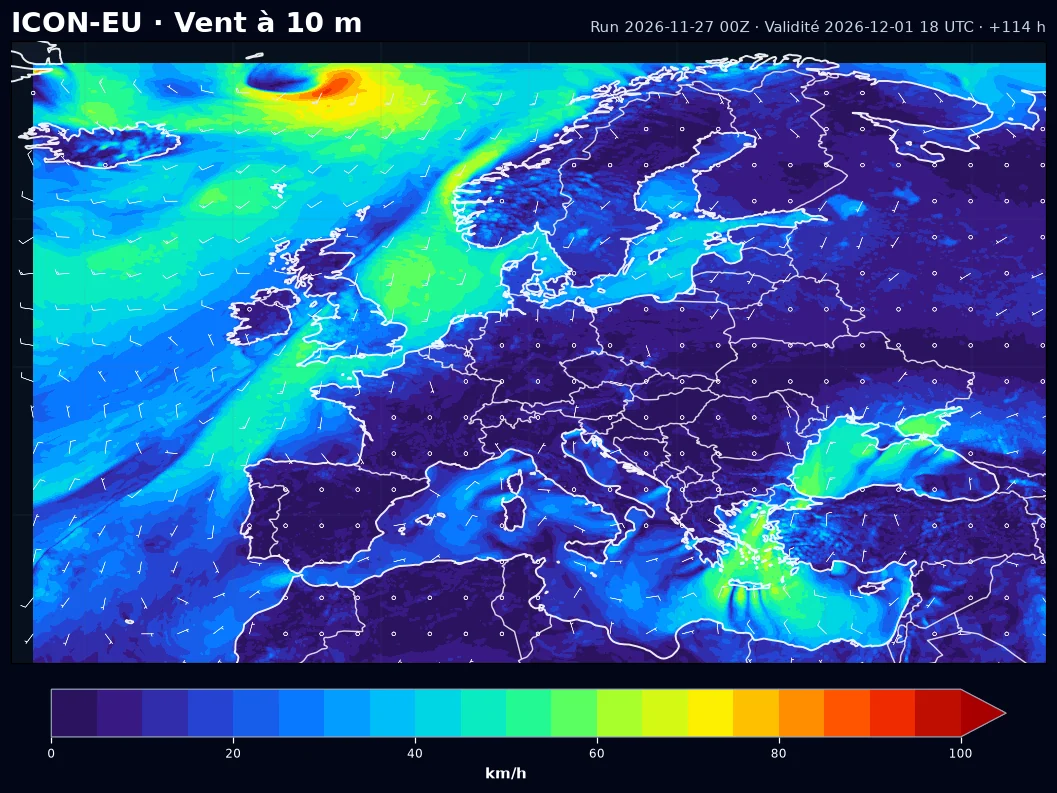 ICON-EU · Vent à 10 m
Run 2026-11-27 00Z · Validité 2026-12-01 18 UTC · +114 h
0 20 40 60 80 100
km/h